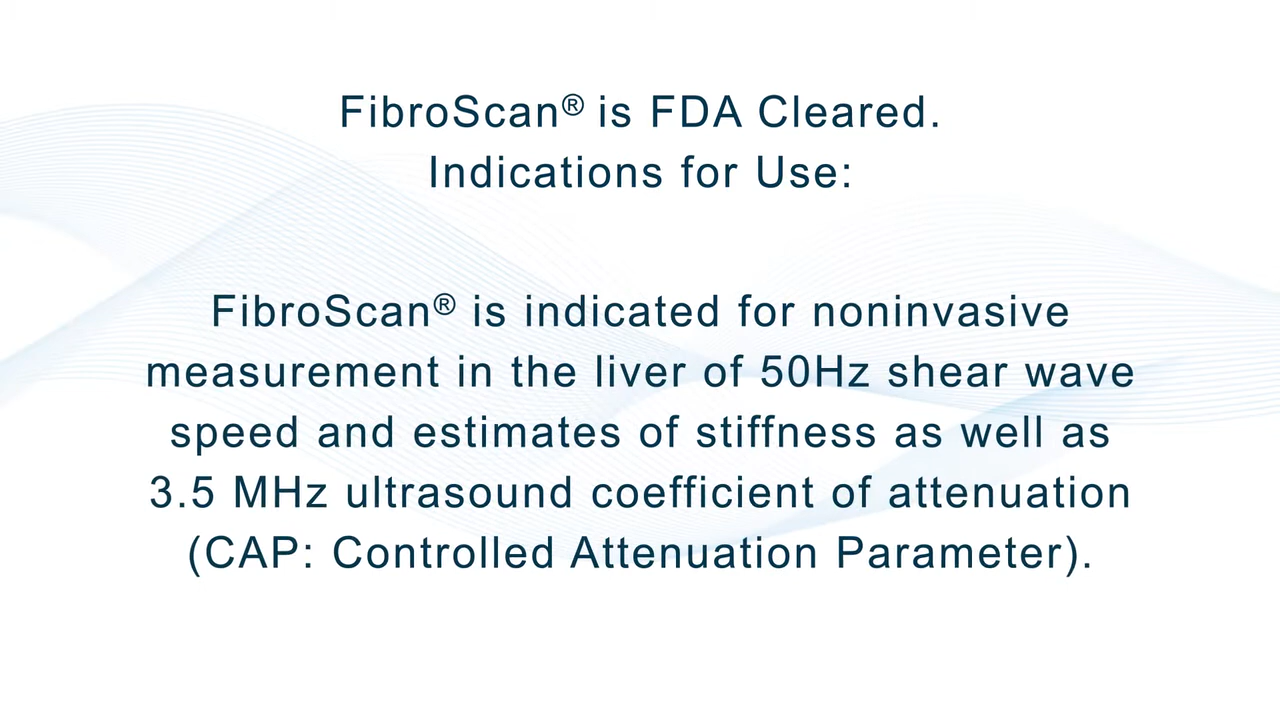 FibroScan® is FDA Cleared.
Indications for Use:
FibroScan® is indicated for noninvasive
measurement in the liver of 50Hz shear wave
speed and estimates of stiffness as well as
3.5 MHz ultrasound coefficient of attenuation
(CAP: Controlled Attenuation Parameter).